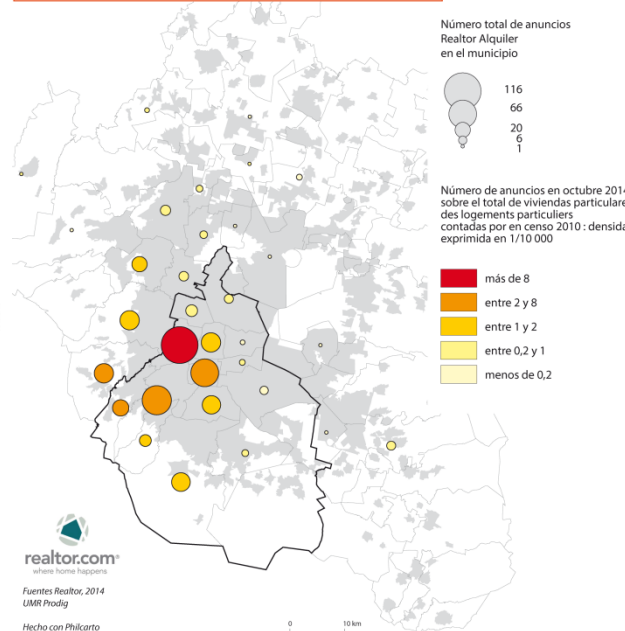 Número total de anuncios
Realtor Alquiler
en el municipio
116
66
20
6
1
Número de anuncios en octubre 2014
sobre el total de viviendas particulare
des logements particuliers
contadas por en censo 2010 : densida
exprimida en 1/10 000
más de 8
entre 2 y 8
entre 1 y 2
entre 0,2 y 1
menos de 0,2
realtor.com®
where home happens
Fuentes Realtor, 2014
UMR Prodig
Hecho con Philcarto
0 10 km